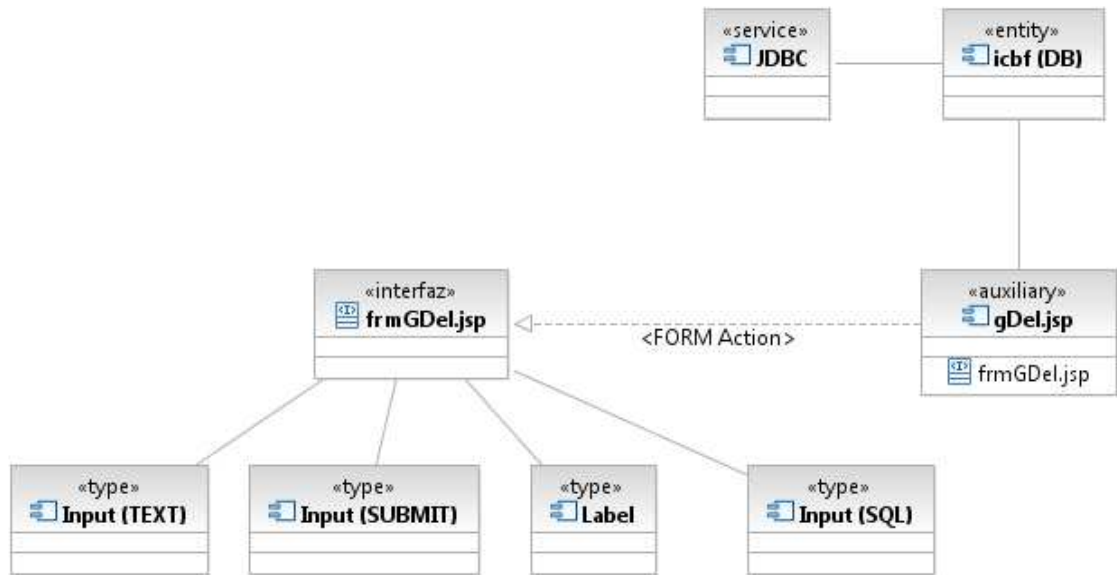 «service»
JDBC
«entity»
icbf (DB)
«interfaz»
frmGDel.jsp
<FORM Action>
«auxiliary»
gDel.jsp
frmGDel.jsp
«type»
Input (TEXT)
«type»
Input (SUBMIT)
«type»
Label
«type»
Input (SQL)